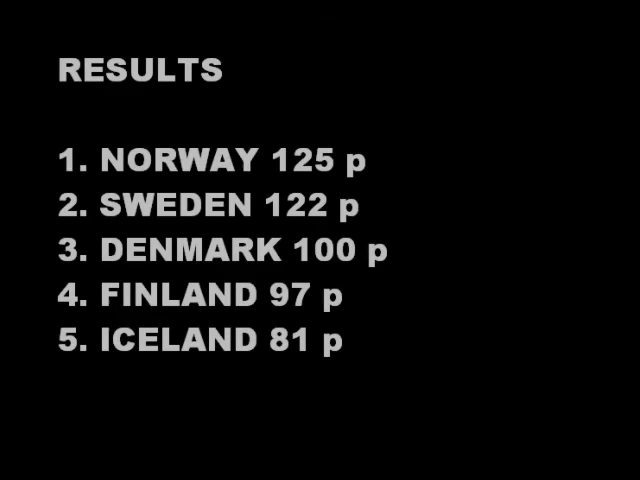 RESULTS
1. NORWAY 125 p
2. SWEDEN 122 p
3. DENMARK 100 p
4. FINLAND 97 p
5. ICELAND 81 p